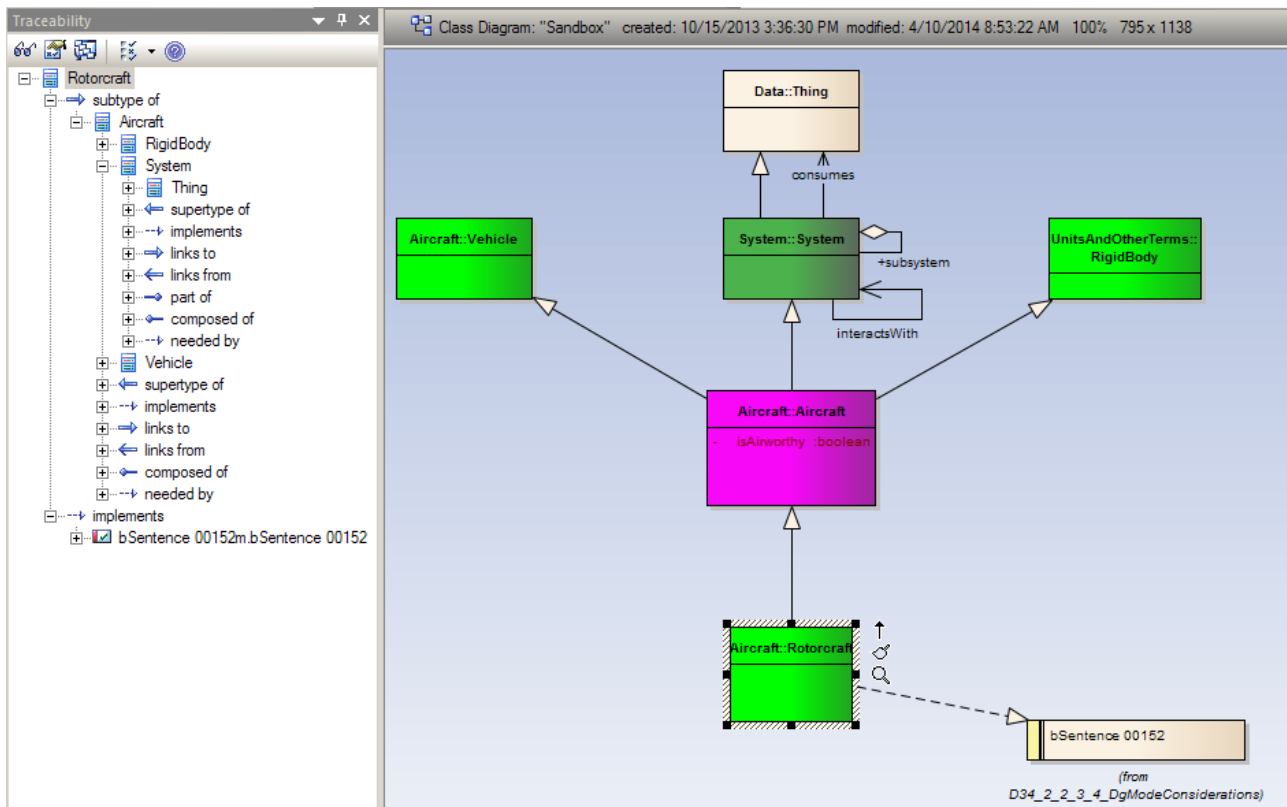 Traceability
Rotorcraft
subtype of
Aircraft
RigidBody
System
Thing
supertype of
implements
links to
links from
part of
composed of
needed by
Vehicle
supertype of
implements
links to
links from
composed of
needed by
implements
bSentence 00152m.bSentence 00152
Class Diagram: "Sandbox" created: 10/15/2013 3:36:30 PM modified: 4/10/2014 8:53:22 AM 100% 795 x 1138
Data::Thing
consumes
Aircraft::Vehicle
System::System
+subsystem
interactsWith
UnitsAndOtherTerms::
RigidBody
Aircraft::Aircraft
- isAirworthy :boolean
Aircraft::Rotorcraft
bSentence 00152
(from
D34_2_2_3_4_DgModeConsiderations)